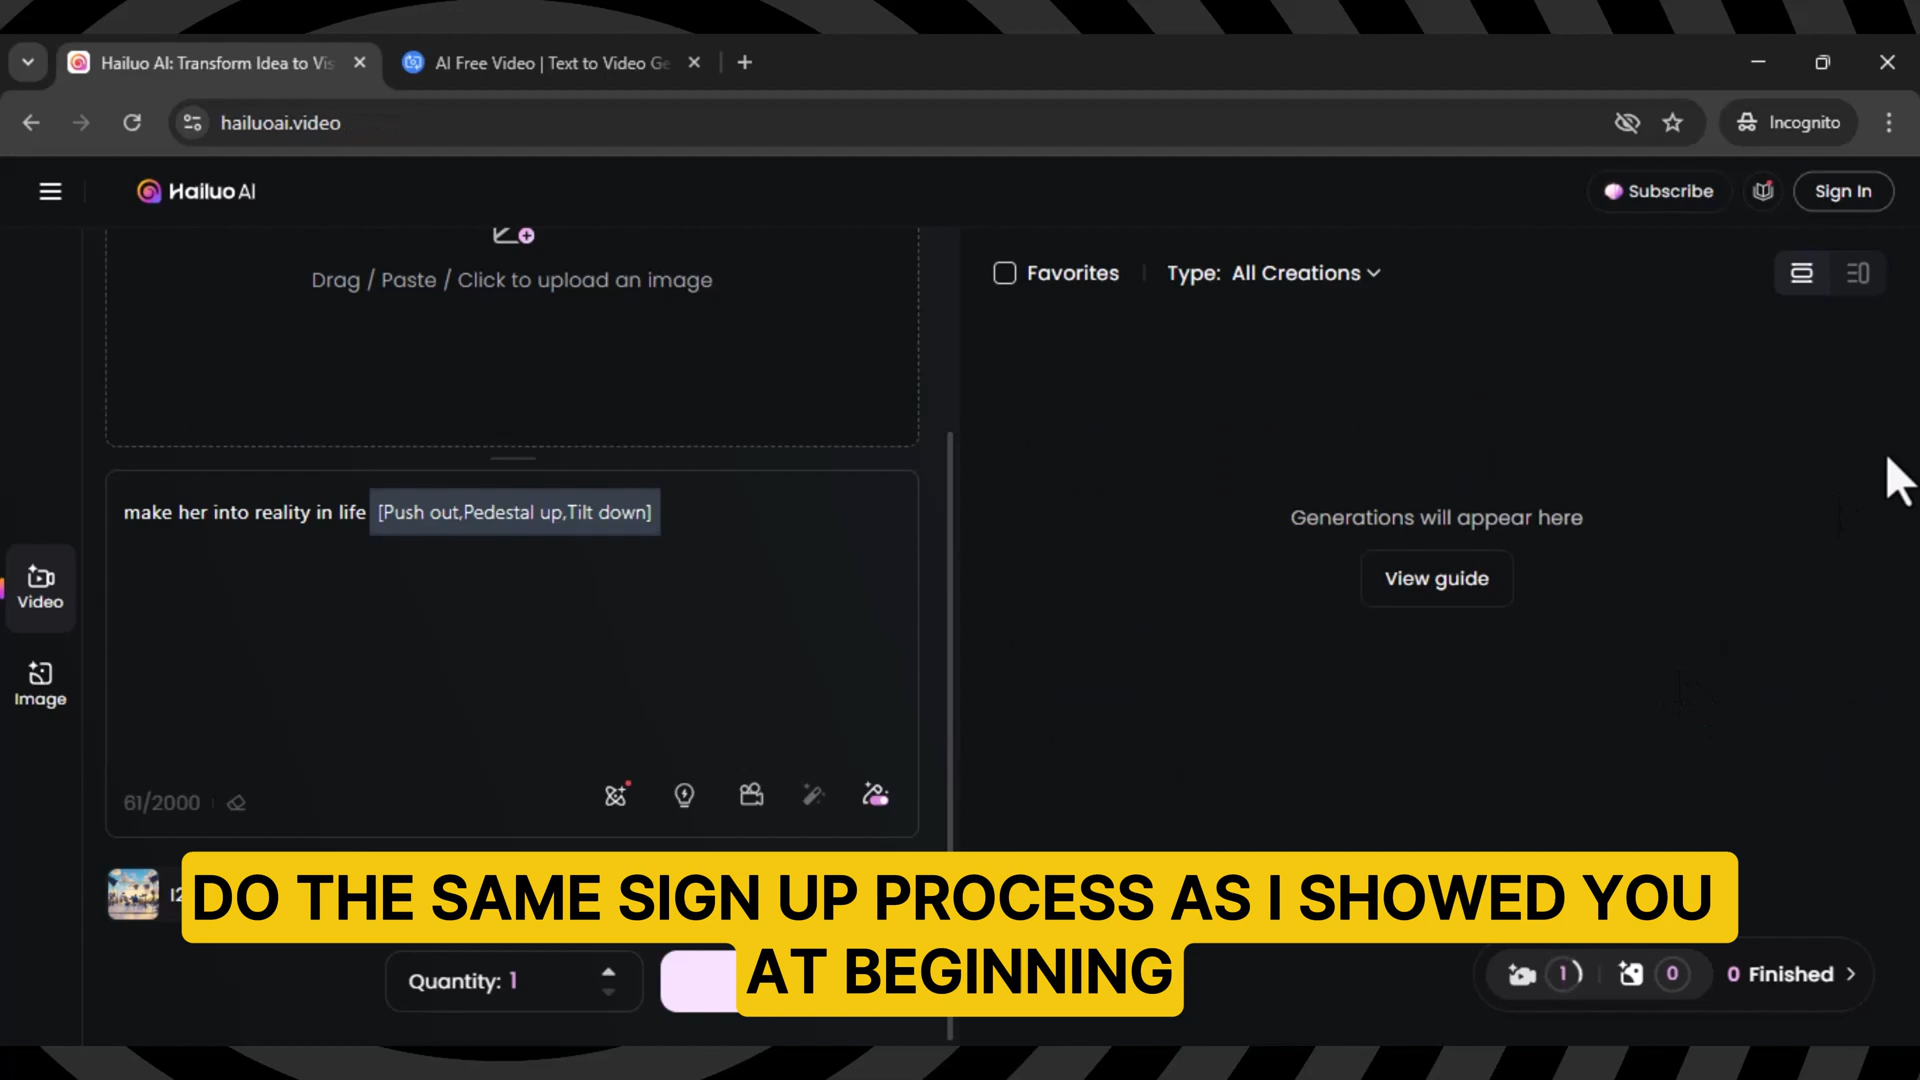 Hailuo AI: Transform Idea to Vis
AI Free Video | Text to Video Ge
hailuoai.video
Incognito
Hailuo AI
Subscribe
Sign In
Drag / Paste / Click to upload an image
Favorites
Type: All Creations
make her into reality in life [Push out,Pedestal up,Tilt down]
Generations will appear here
View guide
Video
Image
61/2000
DO THE SAME SIGN UP PROCESS AS I SHOWED YOU
AT BEGINNING
Quantity: 1
1
0
0 Finished